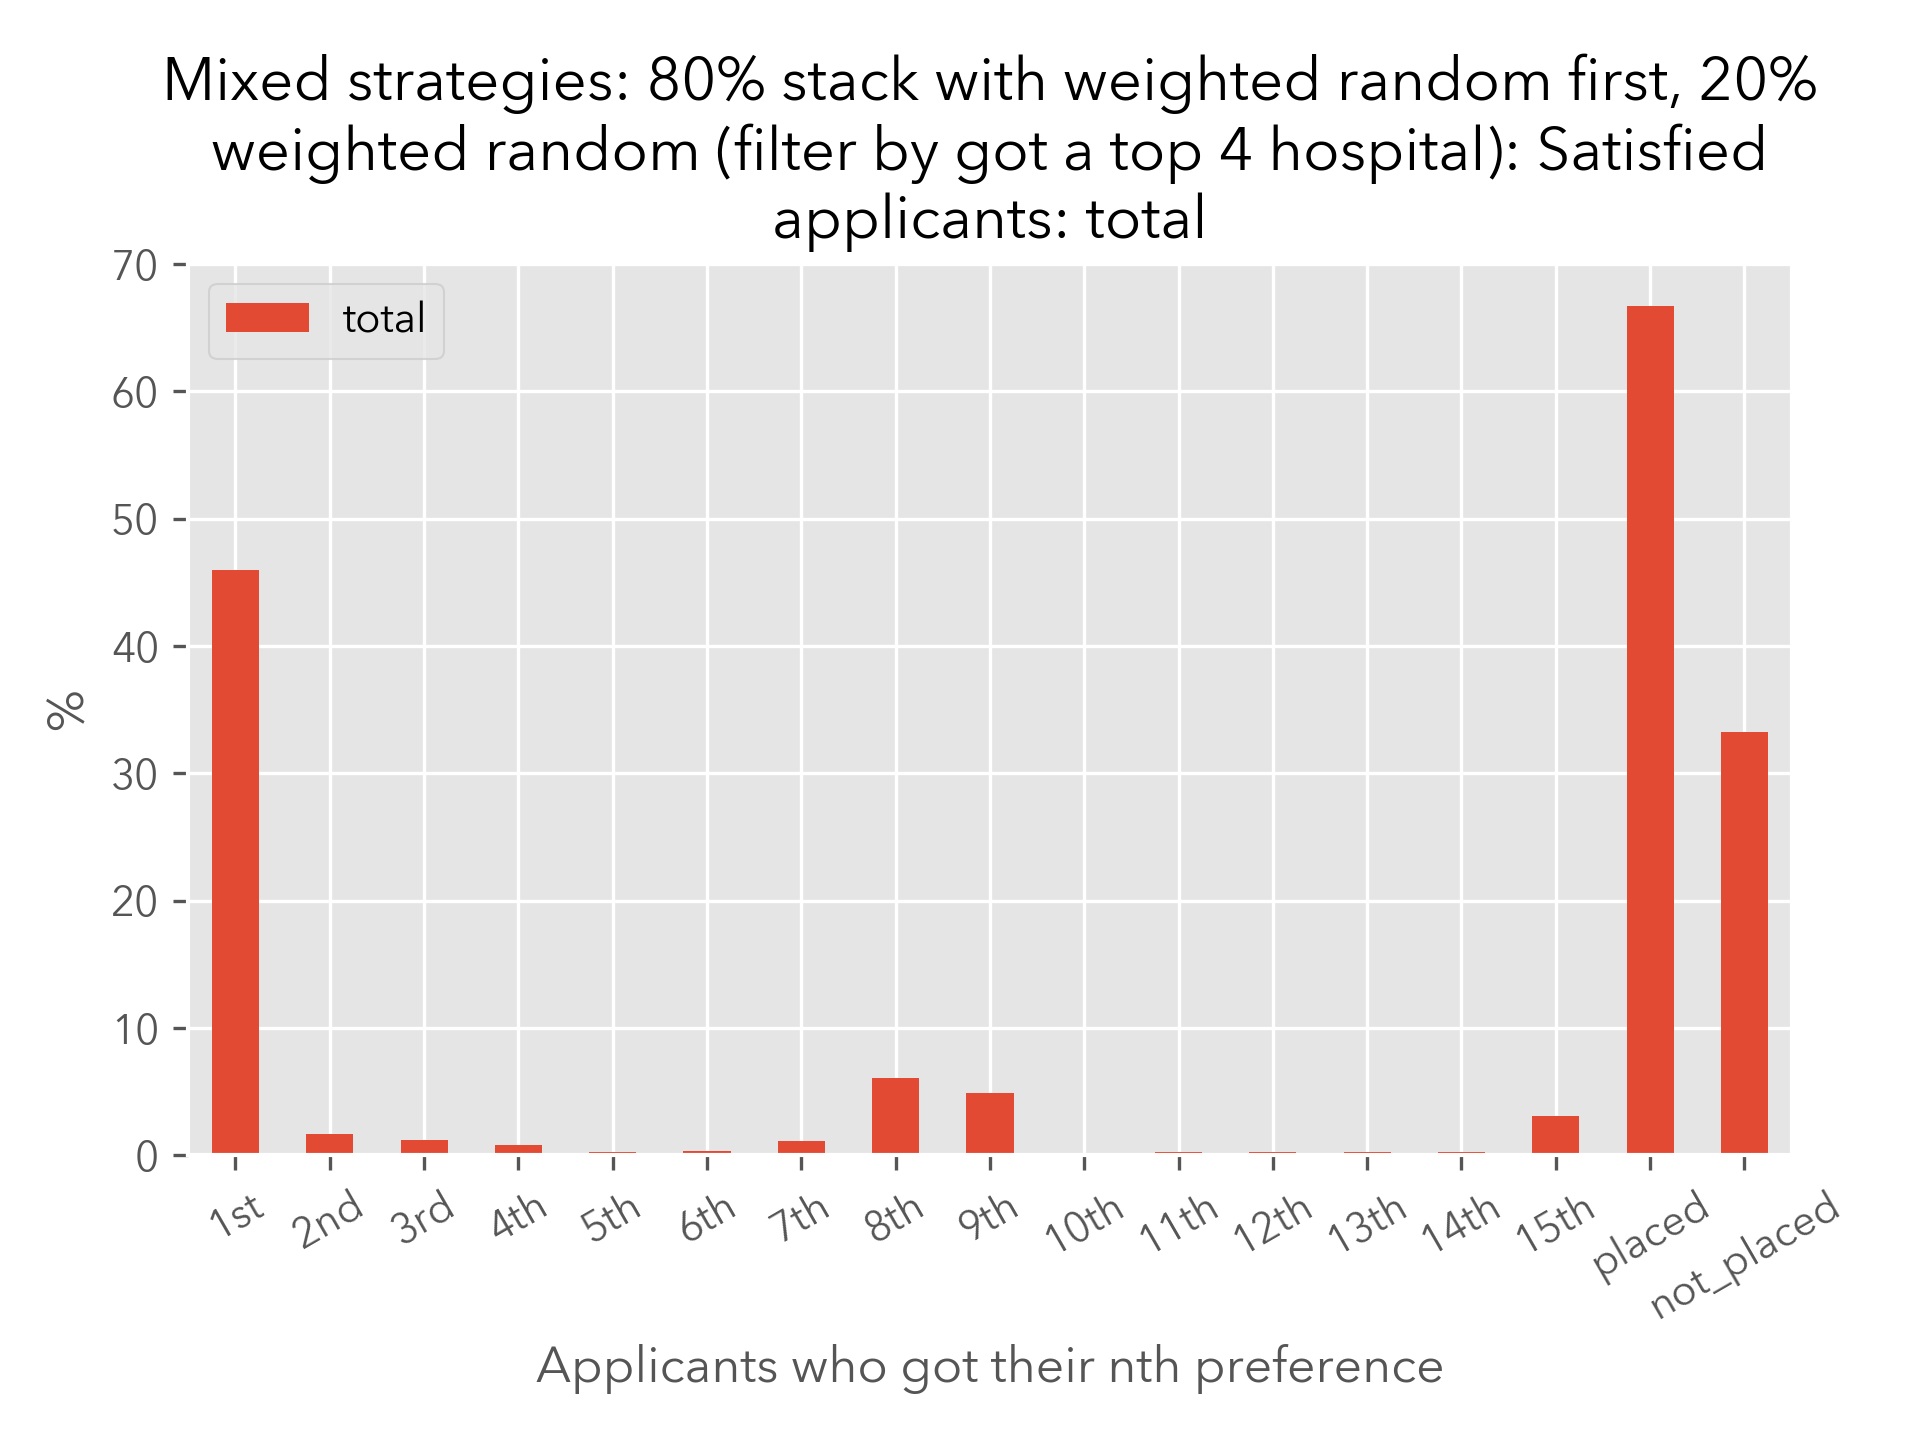 Mixed strategies: 80% stack with weighted random first, 20%
weighted random (filter by got a top 4 hospital): Satisfied
applicants: total
70
60
50
40
30
20
10
0
%
total
1st
2nd
3rd
4th
5th
6th
7th
8th
9th
10th
11th
12th
13th
14th
15th
placed
not_placed
Applicants who got their nth preference